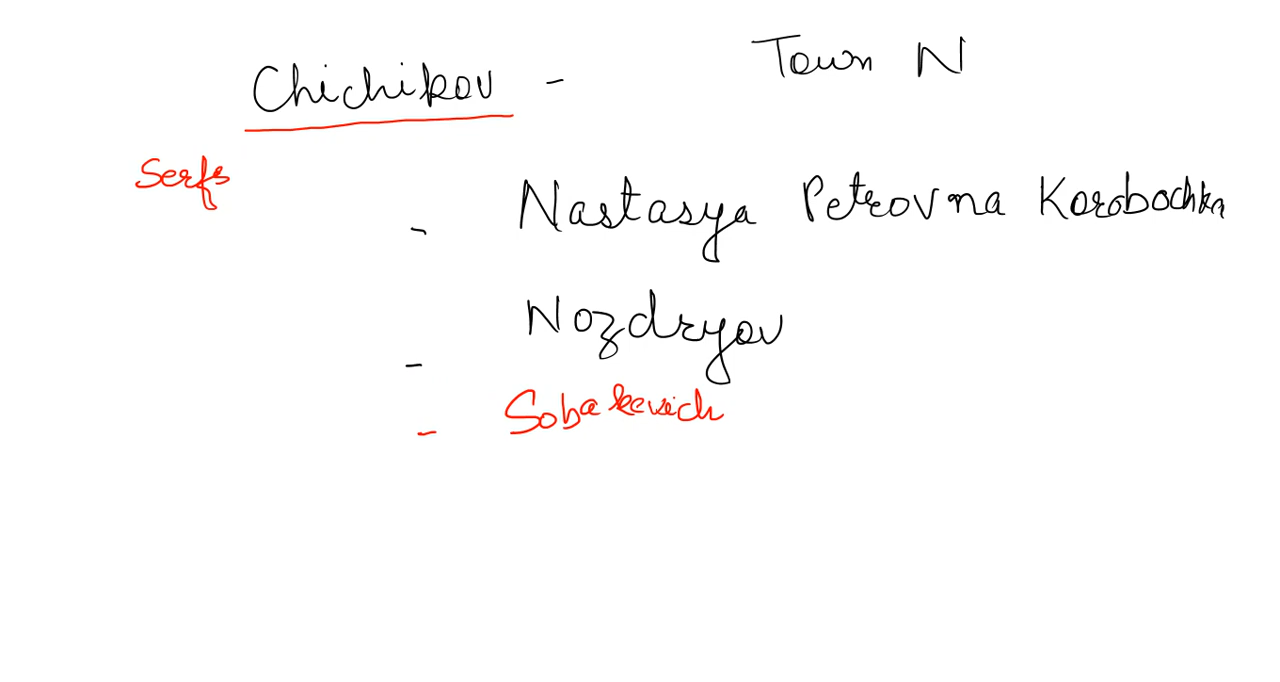 Chichikov - Town N
Serfs
- Nastasya Petrovna Korobochka
- Nozdryov
- Sobakevich